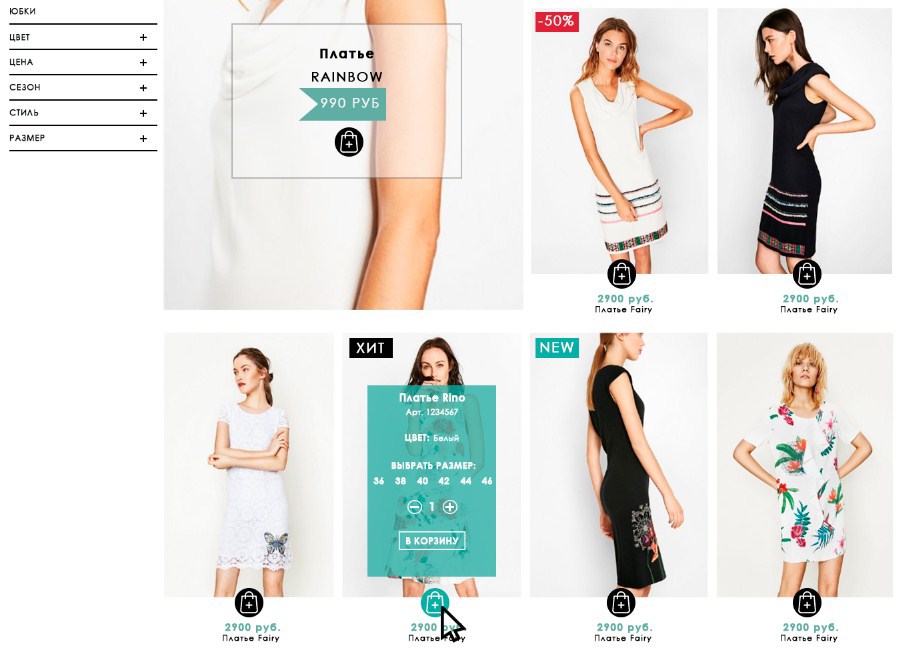 ЮБКИ
ЦВЕТ +
ЦЕНА +
СЕЗОН +
СТИЛЬ +
РАЗМЕР +
Платье
RAINBOW
990 РУБ
-50%
2900 руб.
Платье Fairy
2900 руб.
Платье Fairy
2900 руб.
Платье Fairy
ХИТ
Платье Rino
Арт. 1234567
ЦВЕТ: Белый
ВЫБРАТЬ РАЗМЕР:
36 38 40 42 44 46
1
В КОРЗИНУ
2900 руб.
Платье Fairy
NEW
2900 руб.
Платье Fairy
2900 руб.
Платье Fairy